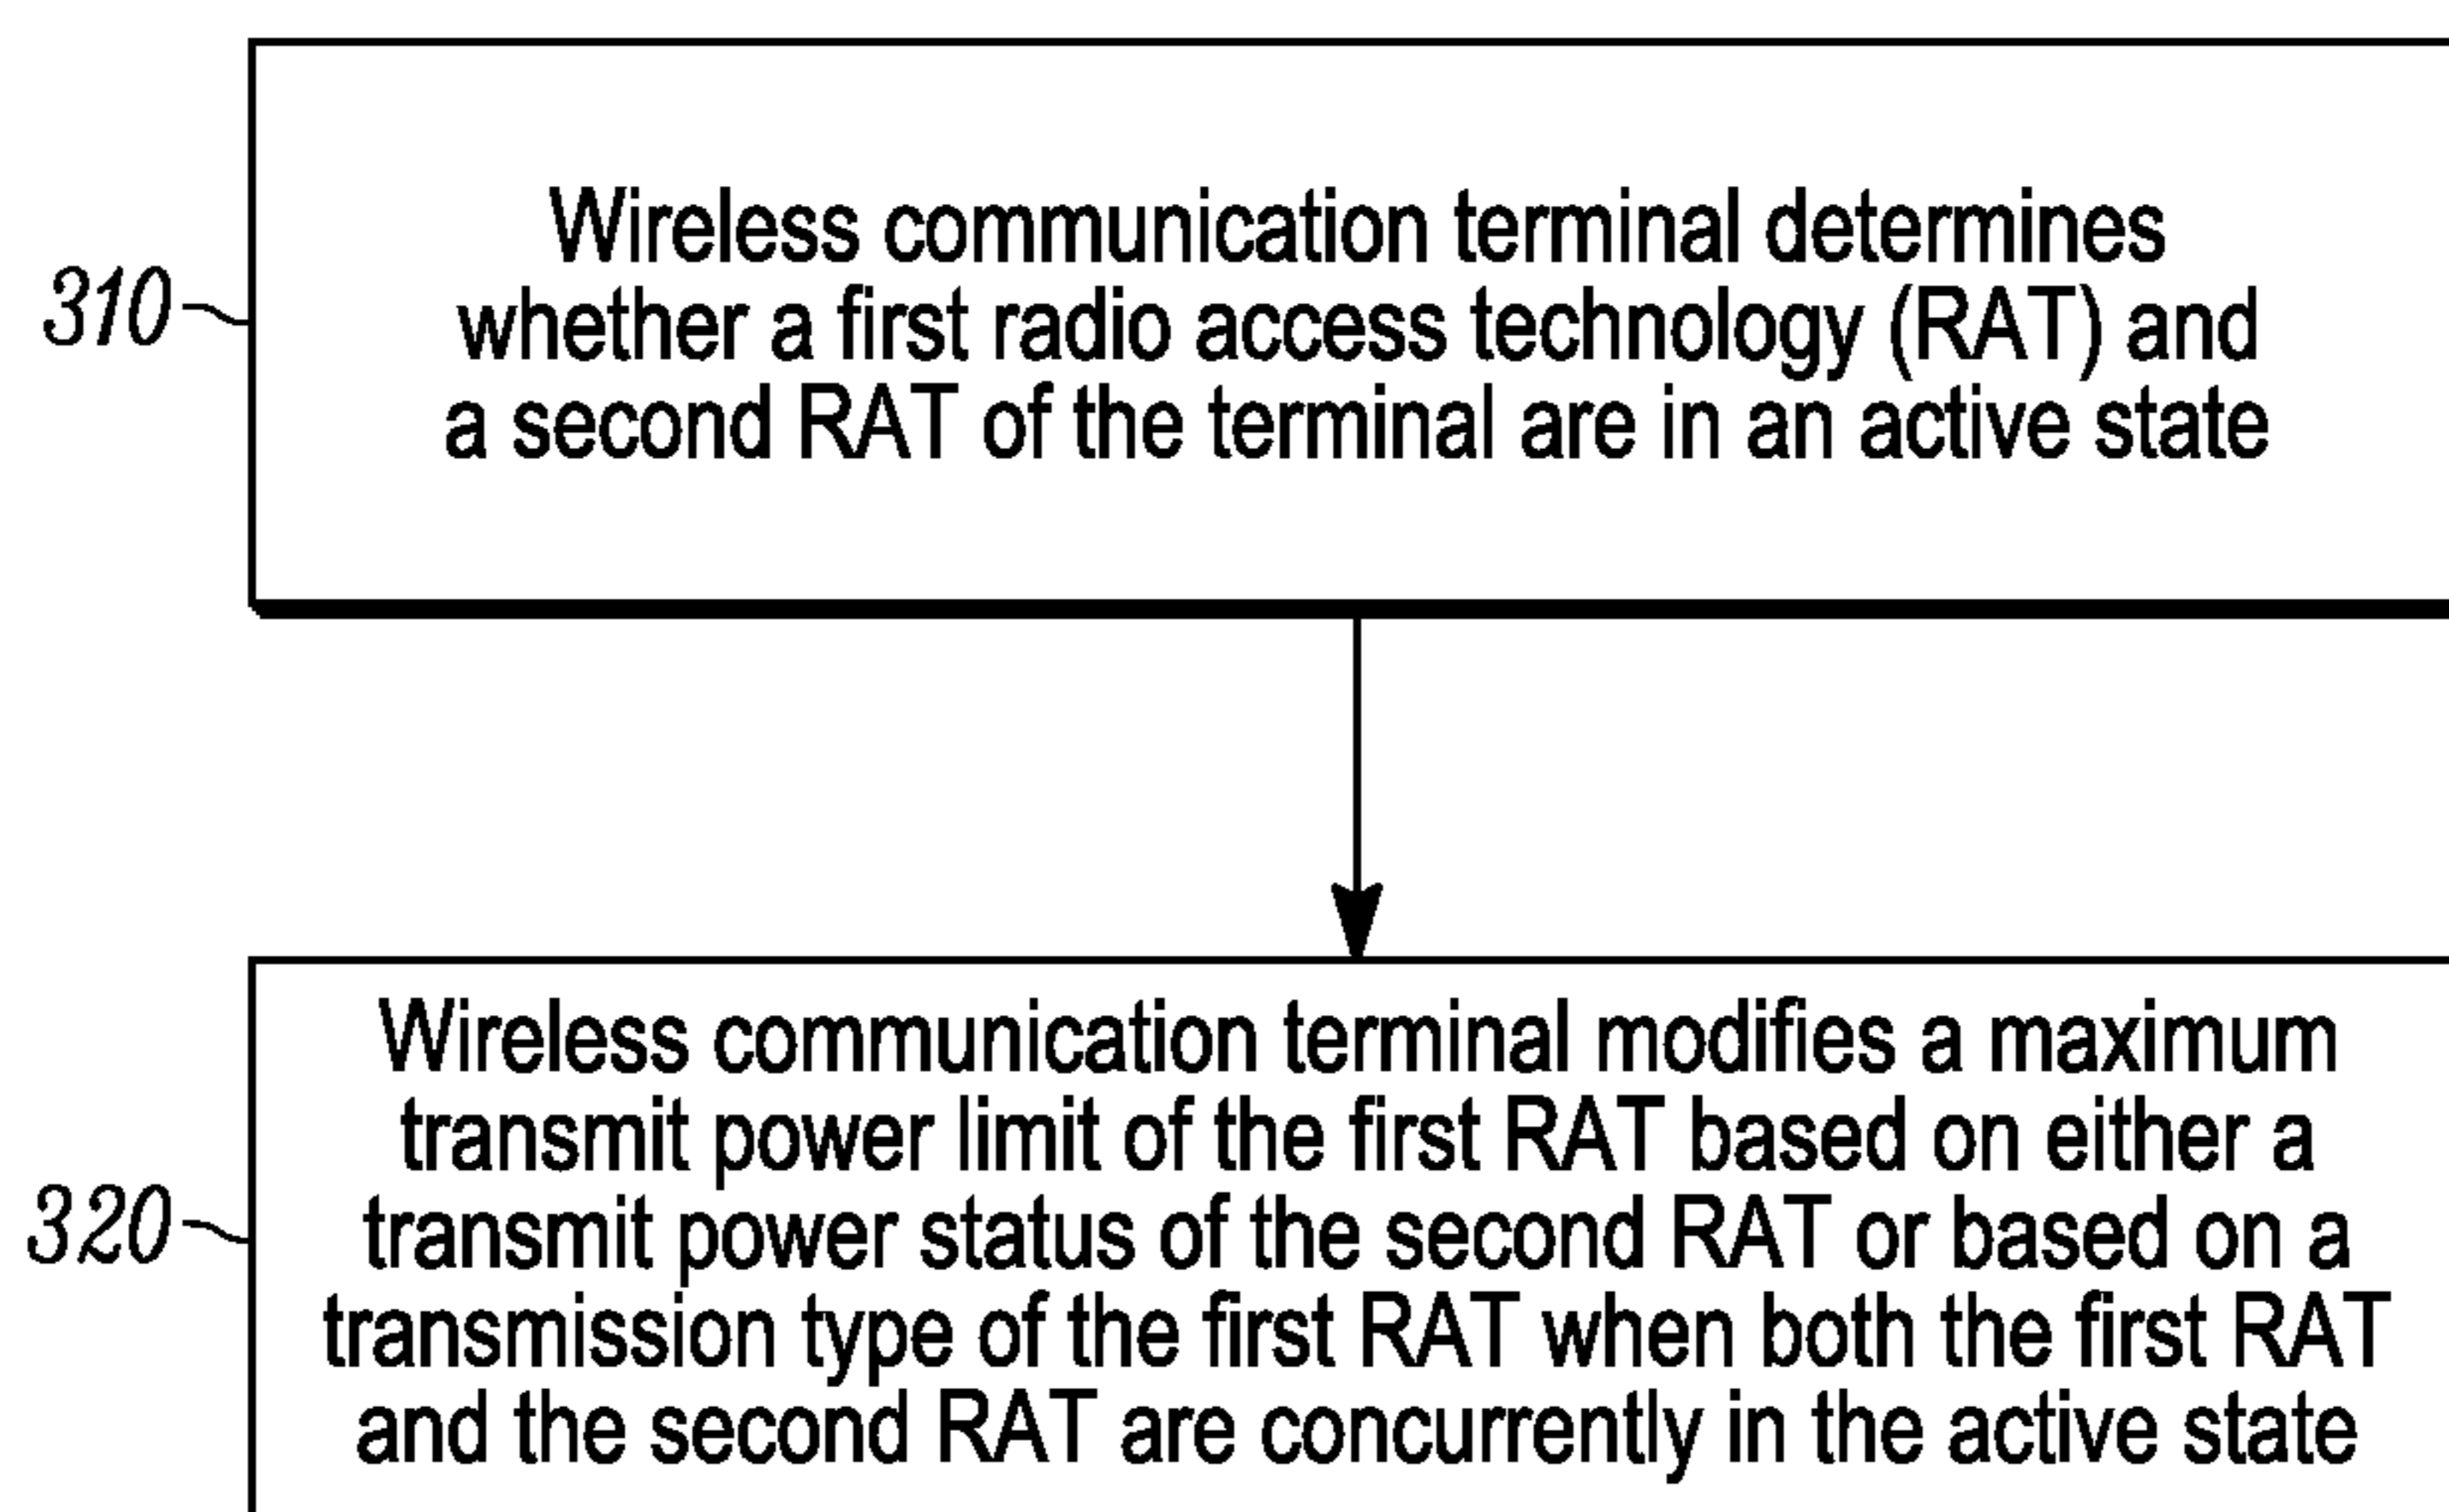 Wireless communication terminal determines
whether a first radio access technology (RAT) and
310
a second RAT of the terminal are in an active state
Wireless communication terminal modifies a maximum
transmit power limit of the first RAT based on either a
320
transmit power status of the second RAT or based on a
transmission type of the first RAT when both the first RAT
and the second RAT are concurrently in the active state